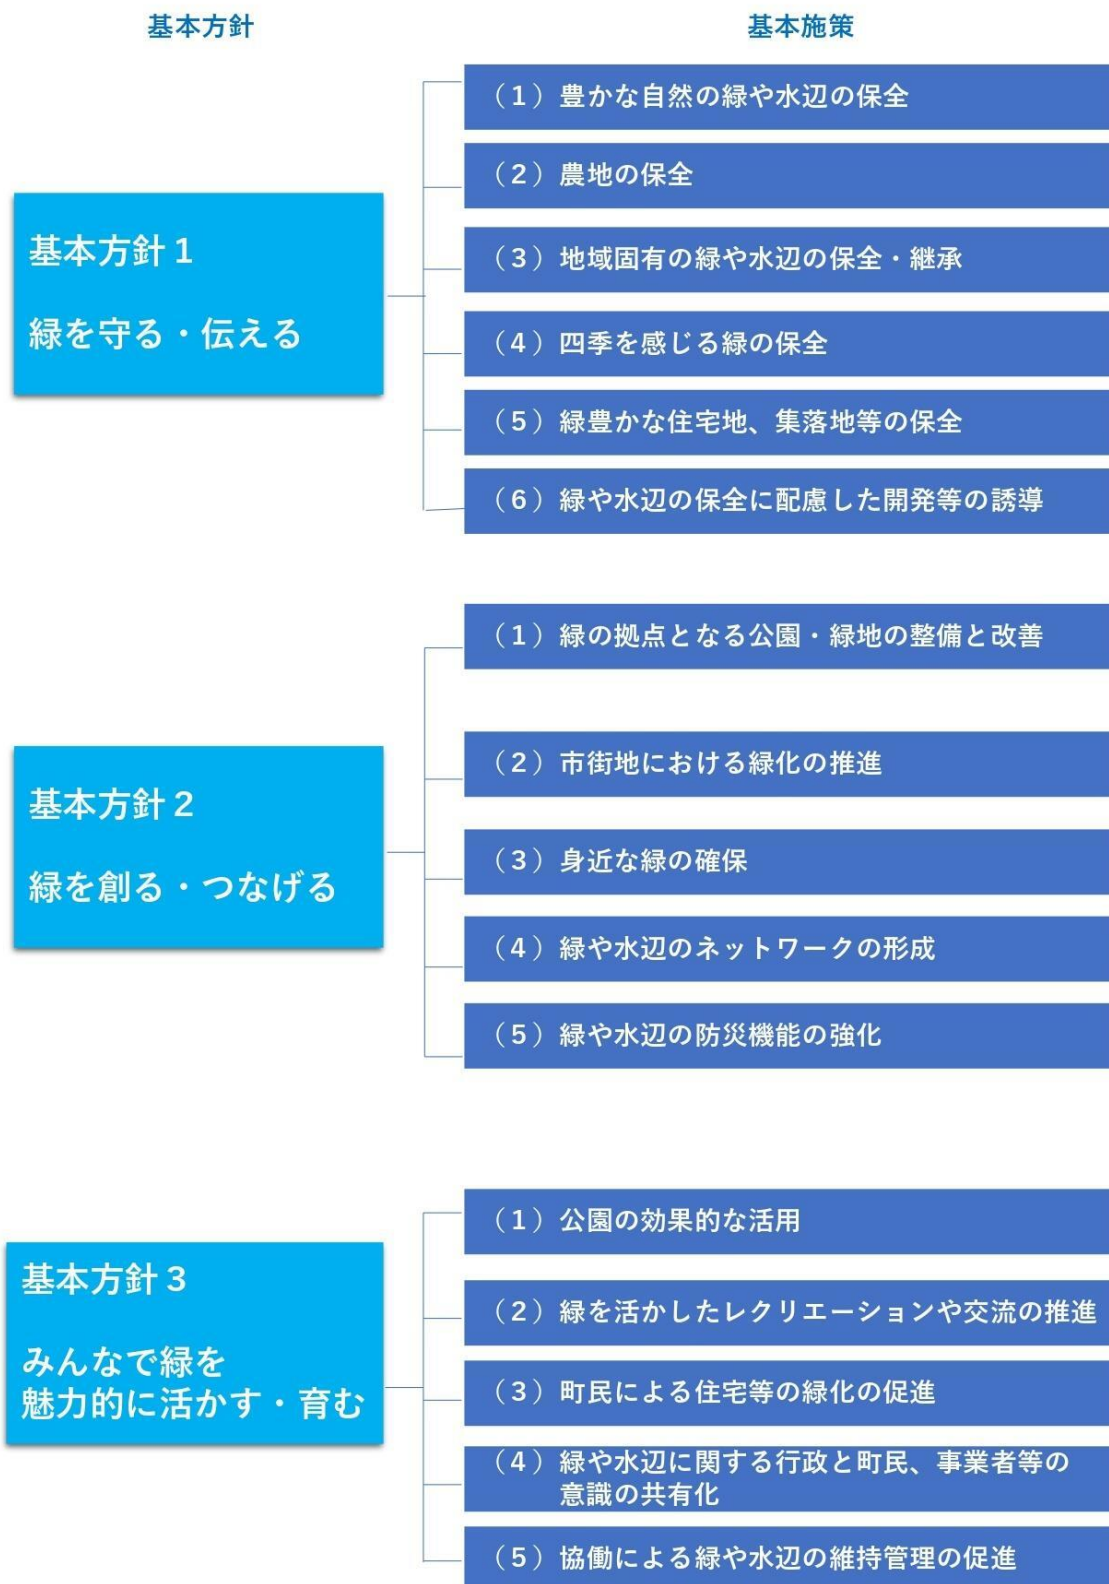 基本方針
基本施策
基本方針1
緑を守る・伝える
（1）豊かな自然の緑や水辺の保全
（2）農地の保全
（3）地域固有の緑や水辺の保全・継承
（4）四季を感じる緑の保全
（5）緑豊かな住宅地、集落地等の保全
（6）緑や水辺の保全に配慮した開発等の誘導
基本方針2
緑を創る・つなげる
（1）緑の拠点となる公園・緑地の整備と改善
（2）市街地における緑化の推進
（3）身近な緑の確保
（4）緑や水辺のネットワークの形成
（5）緑や水辺の防災機能の強化
基本方針3
みんなで緑を
魅力的に活かす・育む
（1）公園の効果的な活用
（2）緑を活かしたレクリエーションや交流の推進
（3）町民による住宅等の緑化の促進
（4）緑や水辺に関する行政と町民、事業者等の
意識の共有化
（5）協働による緑や水辺の維持管理の促進